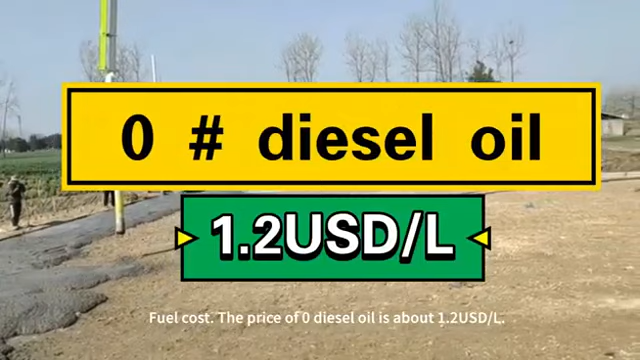 0 # diesel oil
1.2USD/L
Fuel cost. The price of 0 diesel oil is about 1.2USD/L.